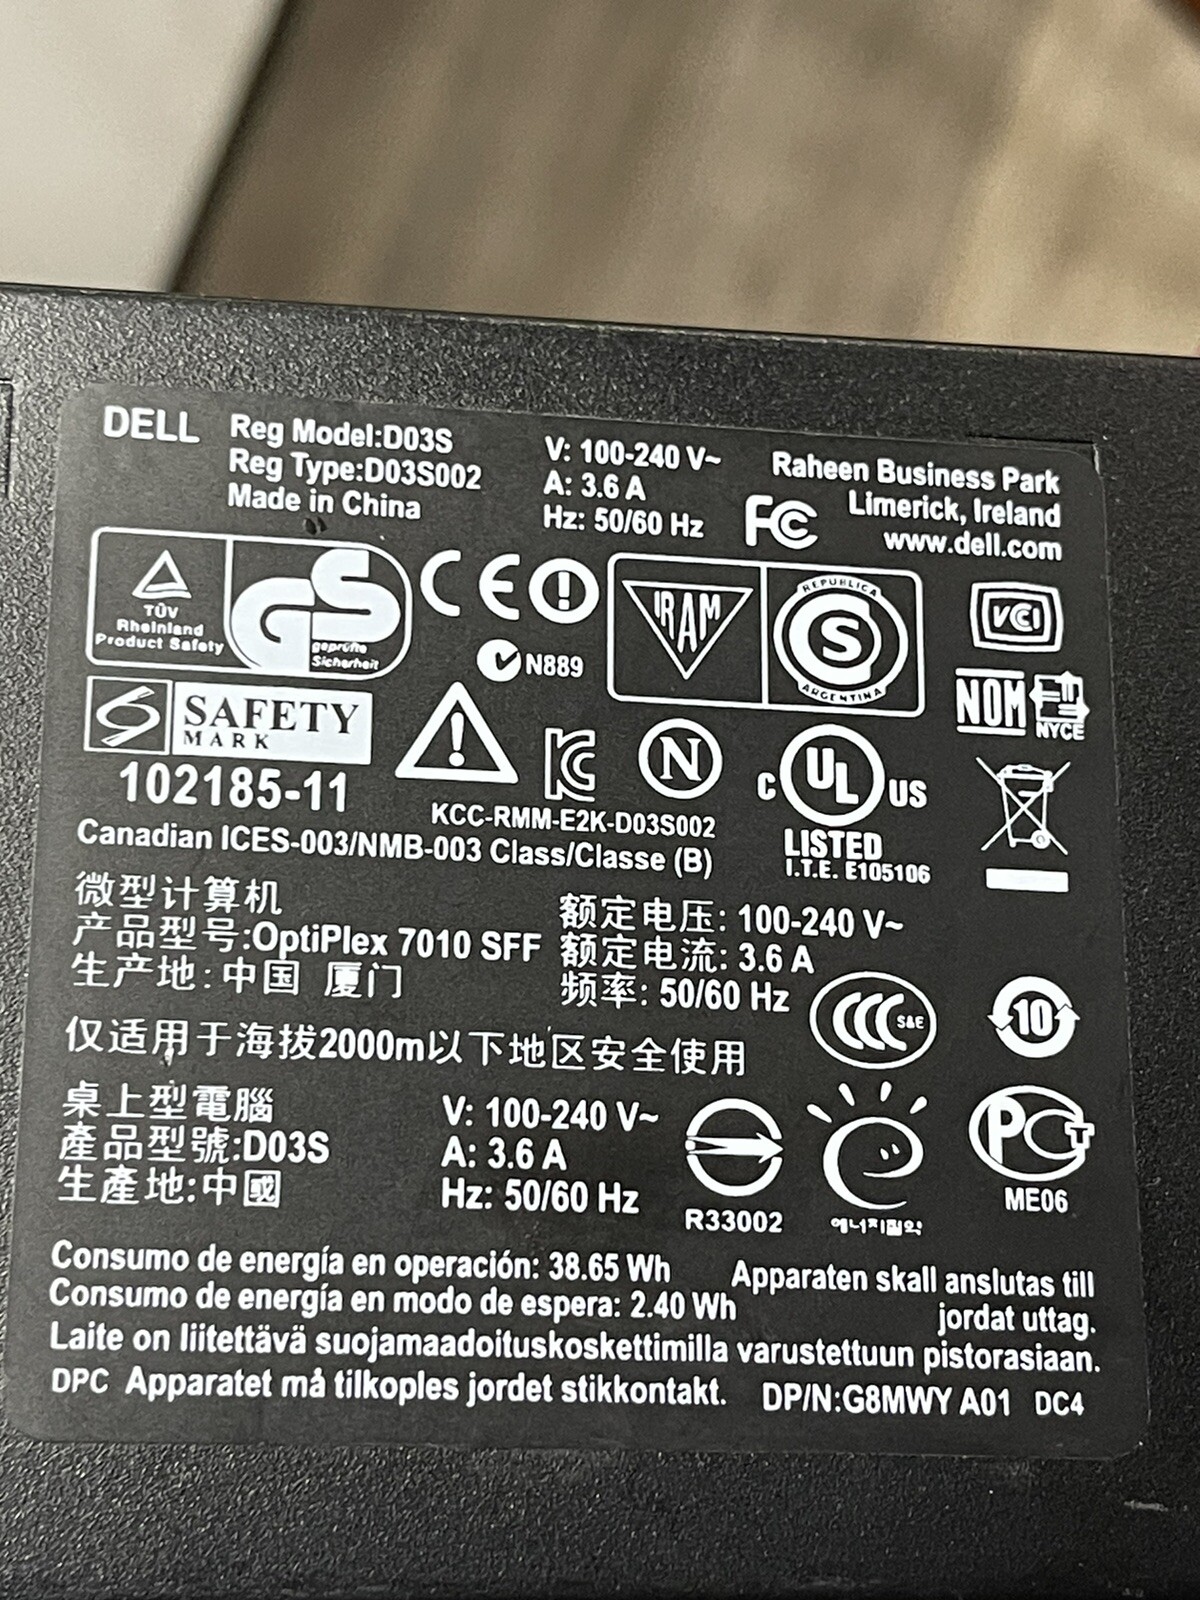 DELL
Reg Model:D03S
Reg Type:D03S002
Made in China
V: 100-240 V~
A: 3.6 A
Hz: 50/60 Hz
FC
Raheen Business Park
Limerick, Ireland
www.dell.com
TÜV
Rheinland
Product Safety
GS
geprüfte
Sicherheit
CE
N889
IRAM
REPUBLICA
S
ARGENTINA
VCI
NOM
NYCE
SAFETY
MARK
102185-11
KC
N
KCC-RMM-E2K-D03S002
C UL US
LISTED
I.T.E. E105106
Canadian ICES-003/NMB-003 Class/Classe (B)
微型计算机
产品型号:OptiPlex 7010 SFF
生产地:中国 厦门
额定电压: 100-240 V~
额定电流: 3.6 A
频率: 50/60 Hz
CCC S&E
10
仅适用于海拔2000m以下地区安全使用
桌上型電腦
產品型號:D03S
生產地:中國
V: 100-240 V~
A: 3.6 A
Hz: 50/60 Hz
R33002
에너지절약
PCT
ME06
Consumo de energía en operación: 38.65 Wh
Consumo de energía en modo de espera: 2.40 Wh
Apparaten skall anslutas till
jordat uttag.
Laite on liitettävä suojamaadoituskoskettimilla varustettuun pistorasiaan.
DPC Apparatet må tilkoples jordet stikkontakt.
DP/N:G8MWY A01 DC4